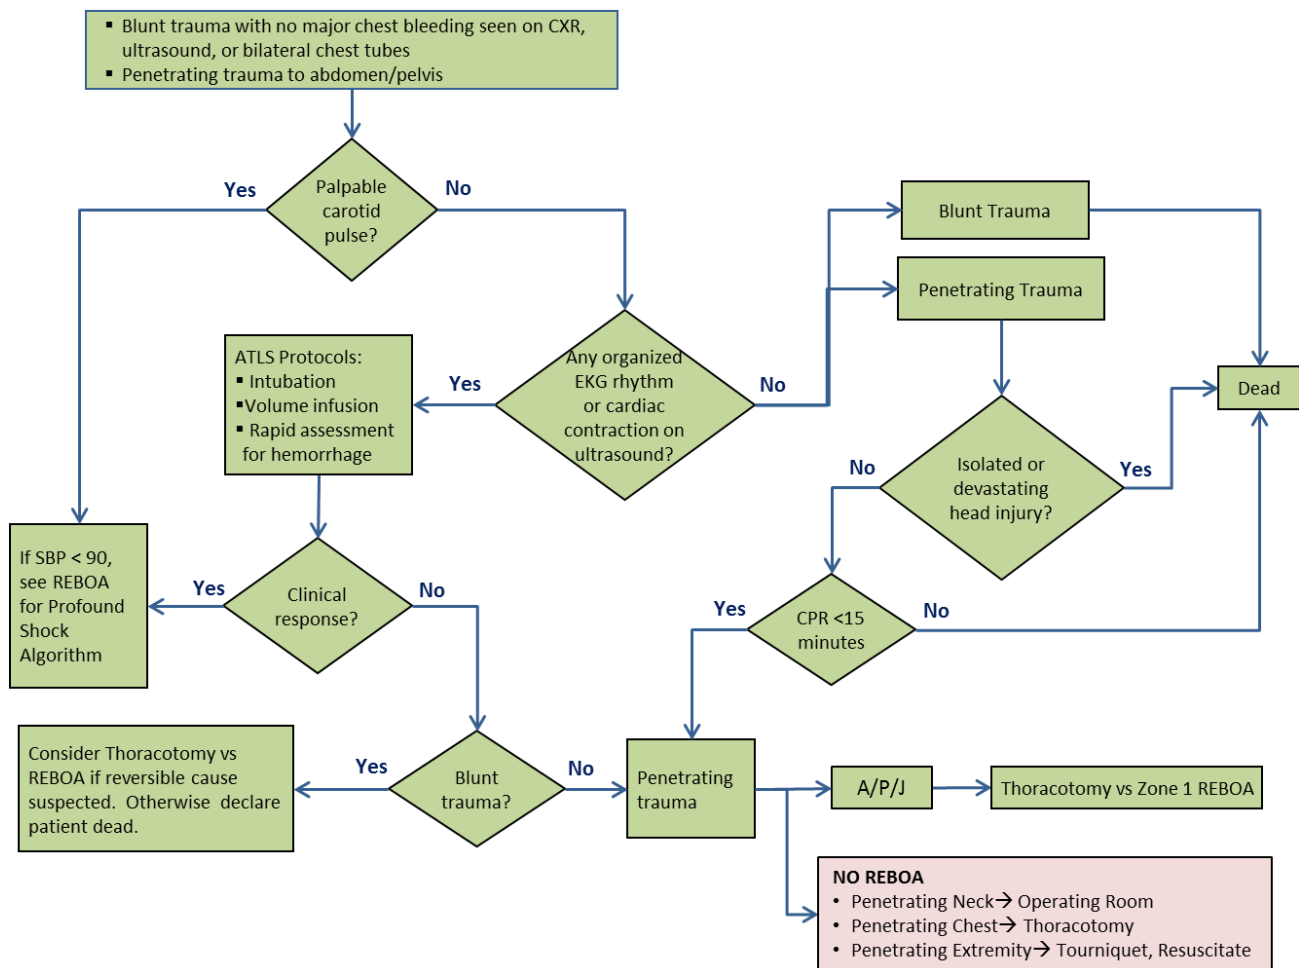 ▪ Blunt trauma with no major chest bleeding seen on CXR,
ultrasound, or bilateral chest tubes
▪ Penetrating trauma to abdomen/pelvis
Yes
Palpable
carotid
pulse?
No
Blunt Trauma
Penetrating Trauma
ATLS Protocols:
▪ Intubation
▪Volume infusion
▪ Rapid assessment
for hemorrhage
Yes
Any organized
EKG rhythm
or cardiac
contraction on
ultrasound?
No
Dead
No
Isolated or
devastating
head injury?
Yes
If SBP < 90,
see REBOA
for Profound
Shock
Algorithm
Yes
Clinical
response?
No
Yes
CPR <15
minutes
No
Consider Thoracotomy vs
REBOA if reversible cause
suspected. Otherwise declare
patient dead.
Yes
Blunt
trauma?
No
Penetrating
trauma
A/P/J
Thoracotomy vs Zone 1 REBOA
NO REBOA
• Penetrating Neck→ Operating Room
• Penetrating Chest→ Thoracotomy
• Penetrating Extremity→ Tourniquet, Resuscitate